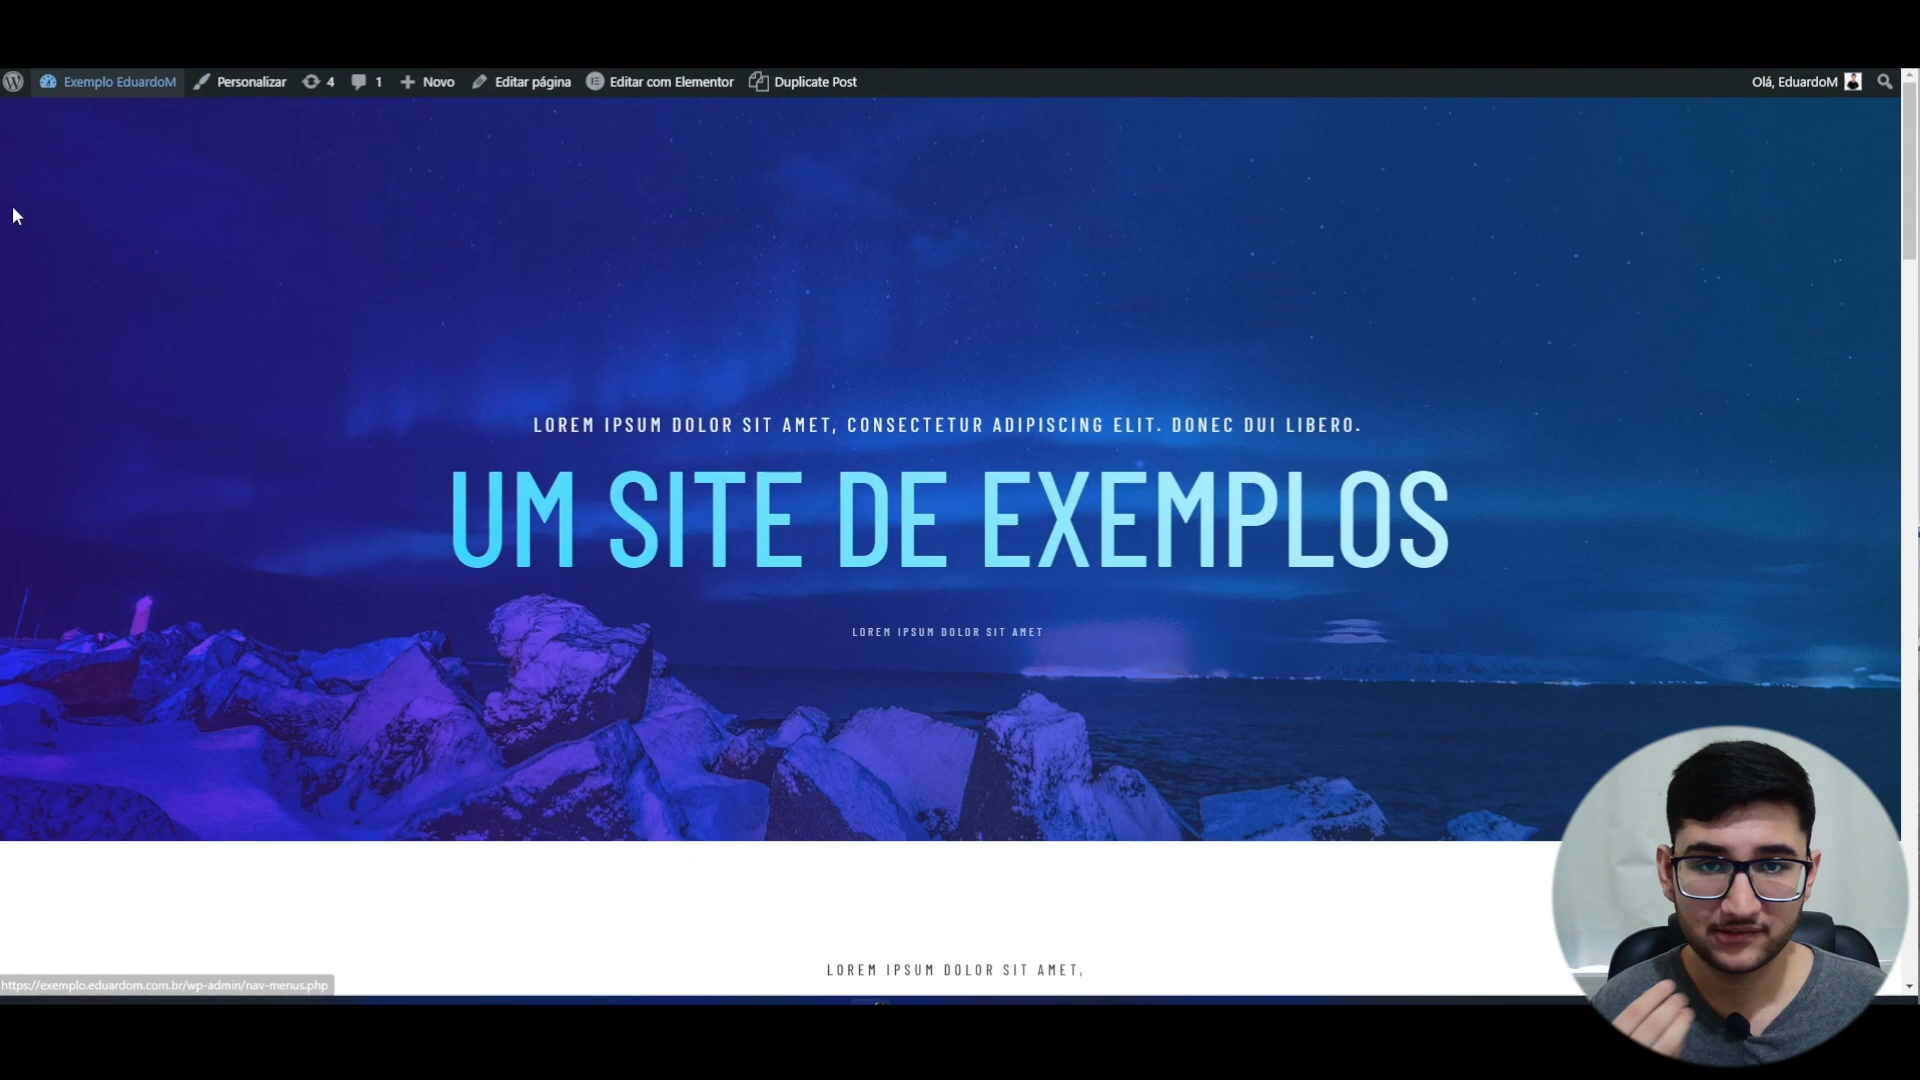 Exemplo EduardoM Personalizar 4 1 Novo Editar página Editar com Elementor Duplicate Post Olá, EduardoM
LOREM IPSUM DOLOR SIT AMET, CONSECTETUR ADIPISCING ELIT. DONEC DUI LIBERO.
UM SITE DE EXEMPLOS
LOREM IPSUM DOLOR SIT AMET
LOREM IPSUM DOLOR SIT AMET,
https://exemplo.eduardom.com.br/wp-admin/nav-menus.php